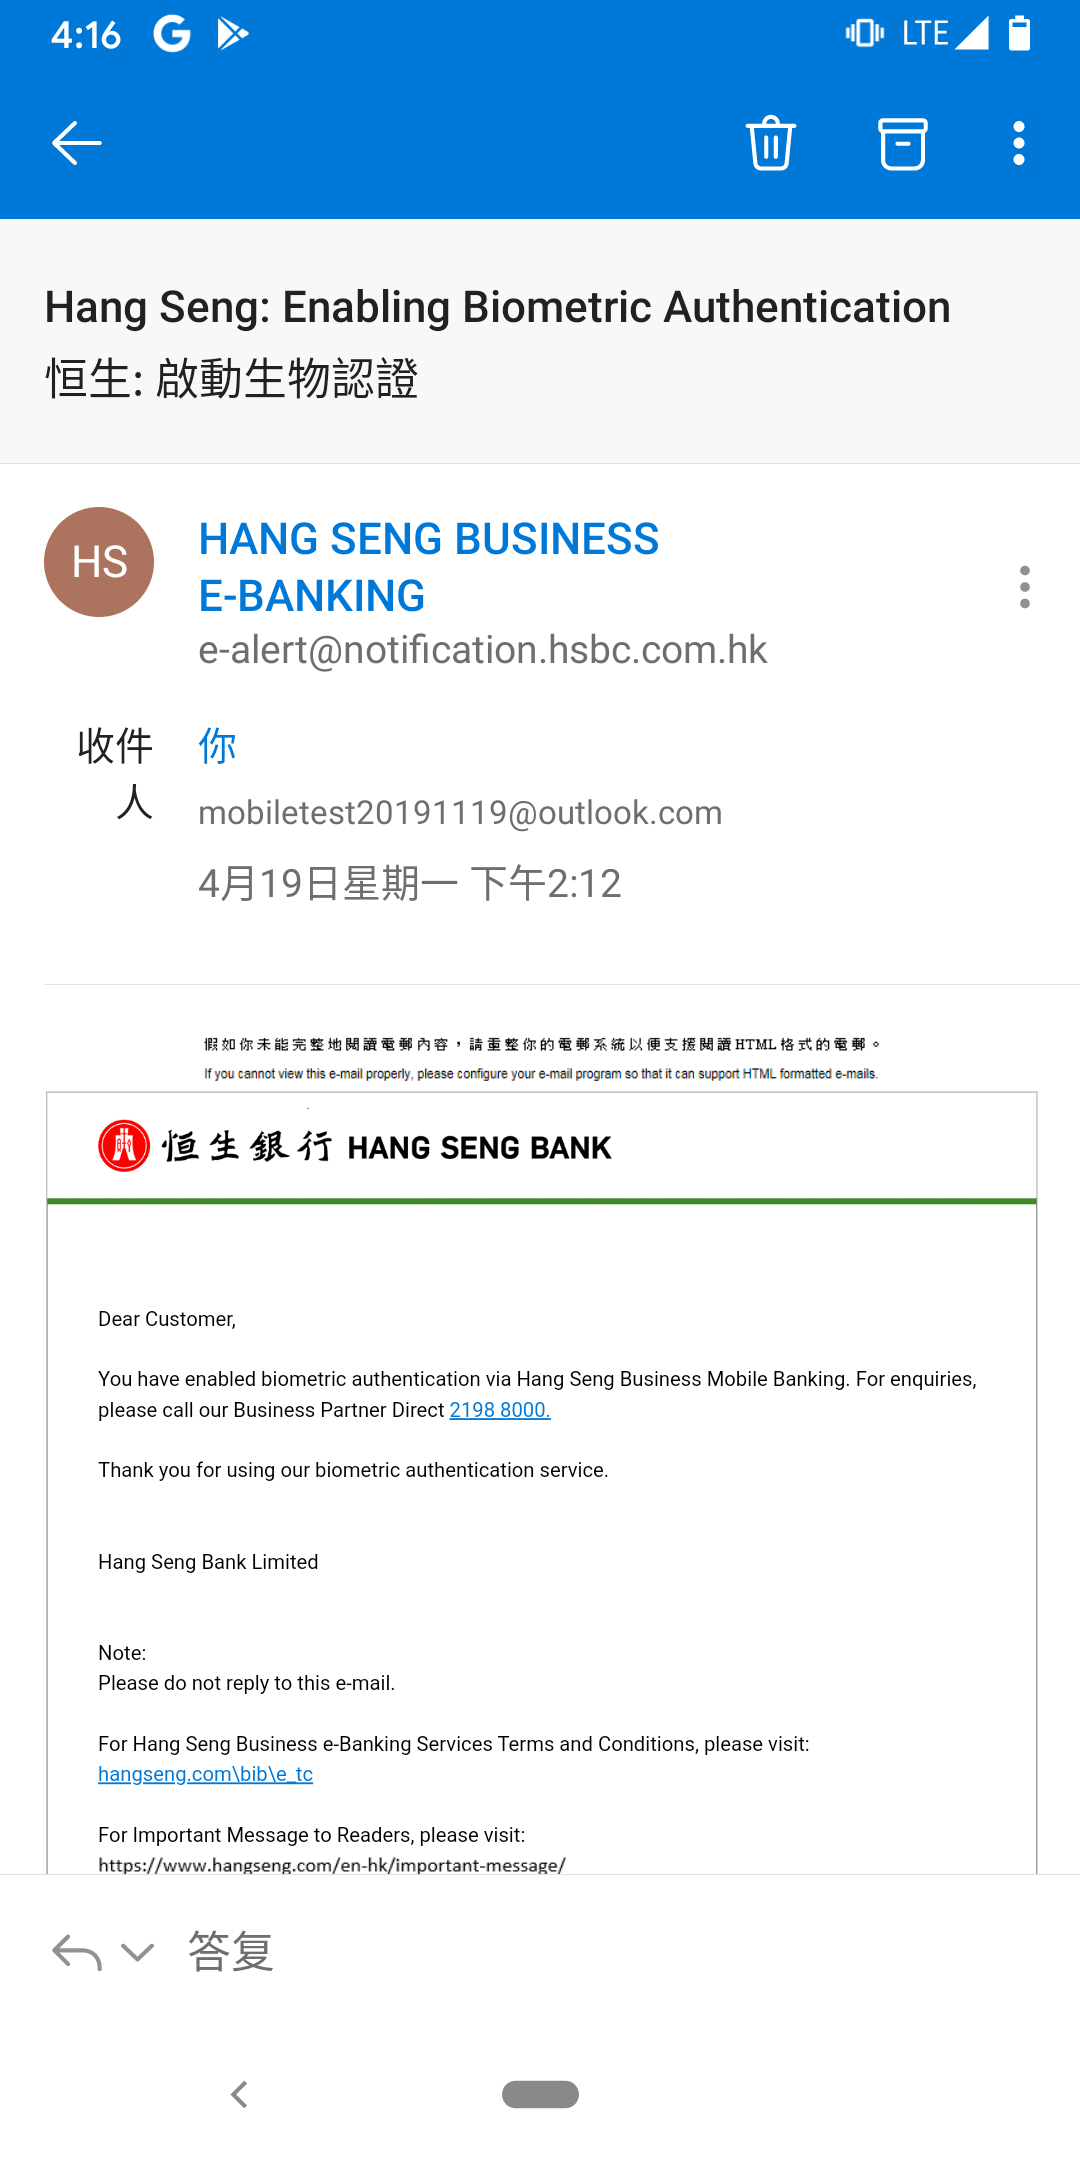 4:16
LTE
Hang Seng: Enabling Biometric Authentication
恒生: 啟動生物認證
HS
HANG SENG BUSINESS
E-BANKING
e-alert@notification.hsbc.com.hk
收件人
你
mobiletest20191119@outlook.com
4月19日星期一 下午2:12
假如你未能完整地閱讀電郵內容，請重整你的電郵系統以便支援閱讀HTML格式的電郵。
If you cannot view this e-mail properly, please configure your e-mail program so that it can support HTML formatted e-mails.
恒生銀行 HANG SENG BANK
Dear Customer,
You have enabled biometric authentication via Hang Seng Business Mobile Banking. For enquiries,
please call our Business Partner Direct 2198 8000.
Thank you for using our biometric authentication service.
Hang Seng Bank Limited
Note:
Please do not reply to this e-mail.
For Hang Seng Business e-Banking Services Terms and Conditions, please visit:
hangseng.com\bib\e_tc
For Important Message to Readers, please visit:
https://www.hangseng.com/en-hk/important-message/
答复